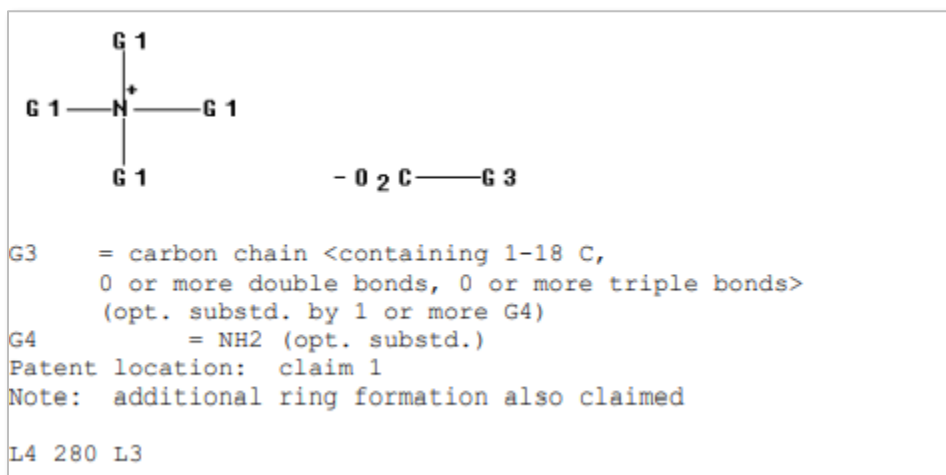 G 1
G 1 N + G 1
G 1 - O 2 C G 3
G3 = carbon chain <containing 1-18 C,
0 or more double bonds, 0 or more triple bonds>
(opt. substd. by 1 or more G4)
G4 = NH2 (opt. substd.)
Patent location: claim 1
Note: additional ring formation also claimed
L4 280 L3